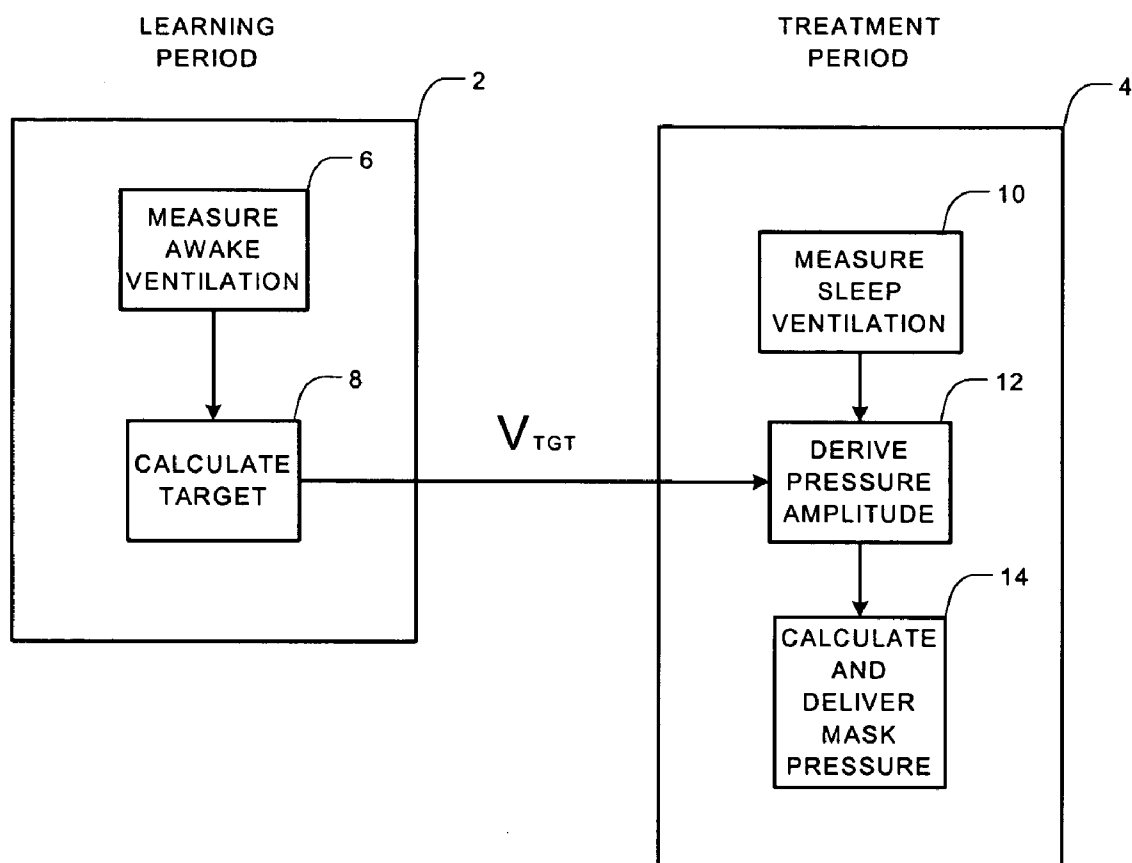 LEARNING
PERIOD
2
6
MEASURE
AWAKE
VENTILATION
8
CALCULATE
TARGET
VTGT
TREATMENT
PERIOD
4
10
MEASURE
SLEEP
VENTILATION
12
DERIVE
PRESSURE
AMPLITUDE
14
CALCULATE
AND
DELIVER
MASK
PRESSURE